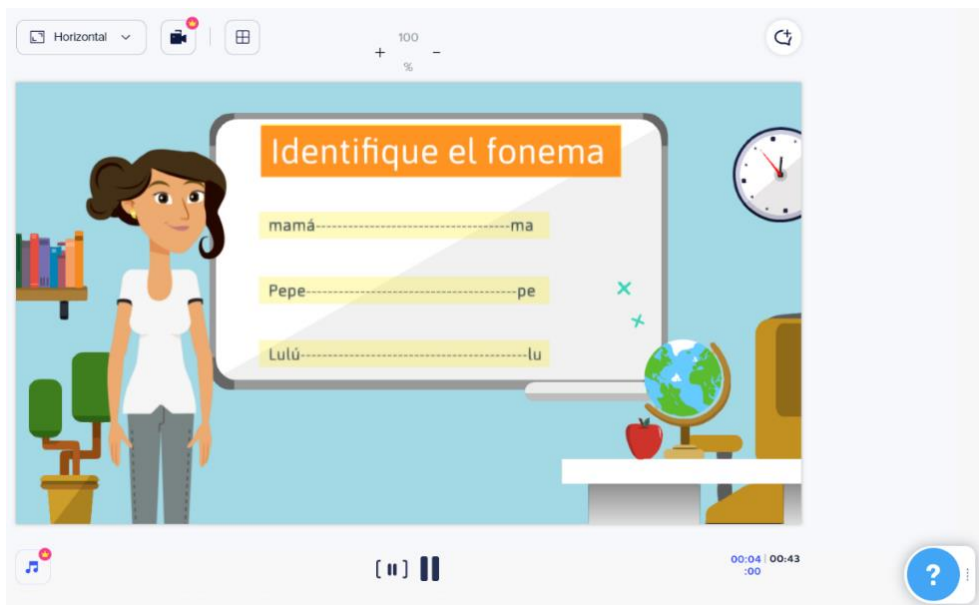 Horizontal
100
+ -
%
Identifique el fonema
mamá---------------------------------------ma
Pepe------------------------------------------pe
Lulú---------------------------------------------lu
00:04 | 00:43
:00
?